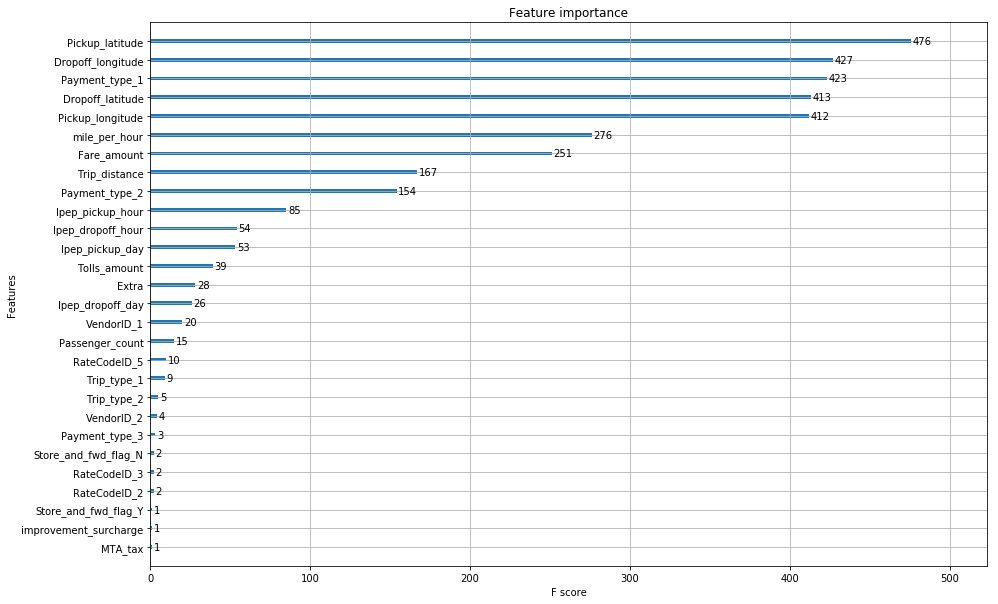 Feature importance
Pickup_latitude 476
Dropoff_longitude 427
Payment_type_1 423
Dropoff_latitude 413
Pickup_longitude 412
mile_per_hour 276
Fare_amount 251
Trip_distance 167
Payment_type_2 154
lpep_pickup_hour 85
lpep_dropoff_hour 54
lpep_pickup_day 53
Tolls_amount 39
Extra 28
lpep_dropoff_day 26
VendorID_1 20
Passenger_count 15
RateCodeID_5 10
Trip_type_1 9
Trip_type_2 5
VendorID_2 4
Payment_type_3 3
Store_and_fwd_flag_N 2
RateCodeID_3 2
RateCodeID_2 2
Store_and_fwd_flag_Y 1
improvement_surcharge 1
MTA_tax 1
Features
0 100 200 300 400 500
F score